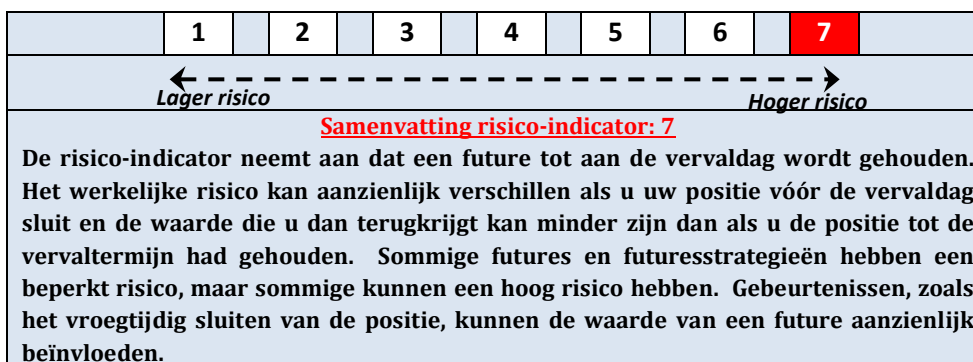 1 2 3 4 5 6 7
Lager risico Hoger risico
Samenvatting risico-indicator: 7
De risico-indicator neemt aan dat een future tot aan de vervaldag wordt gehouden.
Het werkelijke risico kan aanzienlijk verschillen als u uw positie vóór de vervaldag
sluit en de waarde die u dan terugkrijgt kan minder zijn dan als u de positie tot de
vervaltermijn had gehouden. Sommige futures en futuresstrategieën hebben een
beperkt risico, maar sommige kunnen een hoog risico hebben. Gebeurtenissen, zoals
het vroegtijdig sluiten van de positie, kunnen de waarde van een future aanzienlijk
beïnvloeden.